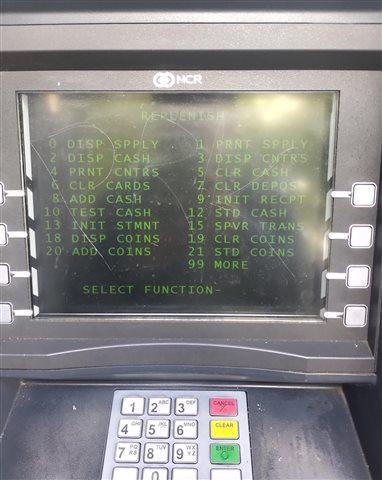 NCR
REPLENISH
0 DISP SPPLY 1 PRNT SPPLY
2 DISP CASH 3 DISP CNTRS
4 PRNT CNTRS 5 CLR CASH
6 CLR CARDS 7 CLR DEPOS
8 ADD CASH 9 INIT RECPT
10 TEST CASH 12 STD CASH
13 INIT STMNT 15 SPVR TRANS
18 DISP COINS 19 CLR COINS
20 ADD COINS 21 STD COINS
99 MORE
SELECT FUNCTION-
1 2 ABC 3 DEF CANCEL
4 GHI 5 JKL 6 MNO CLEAR
7 PQRS 8 TUV 9 WXYZ ENTER
0